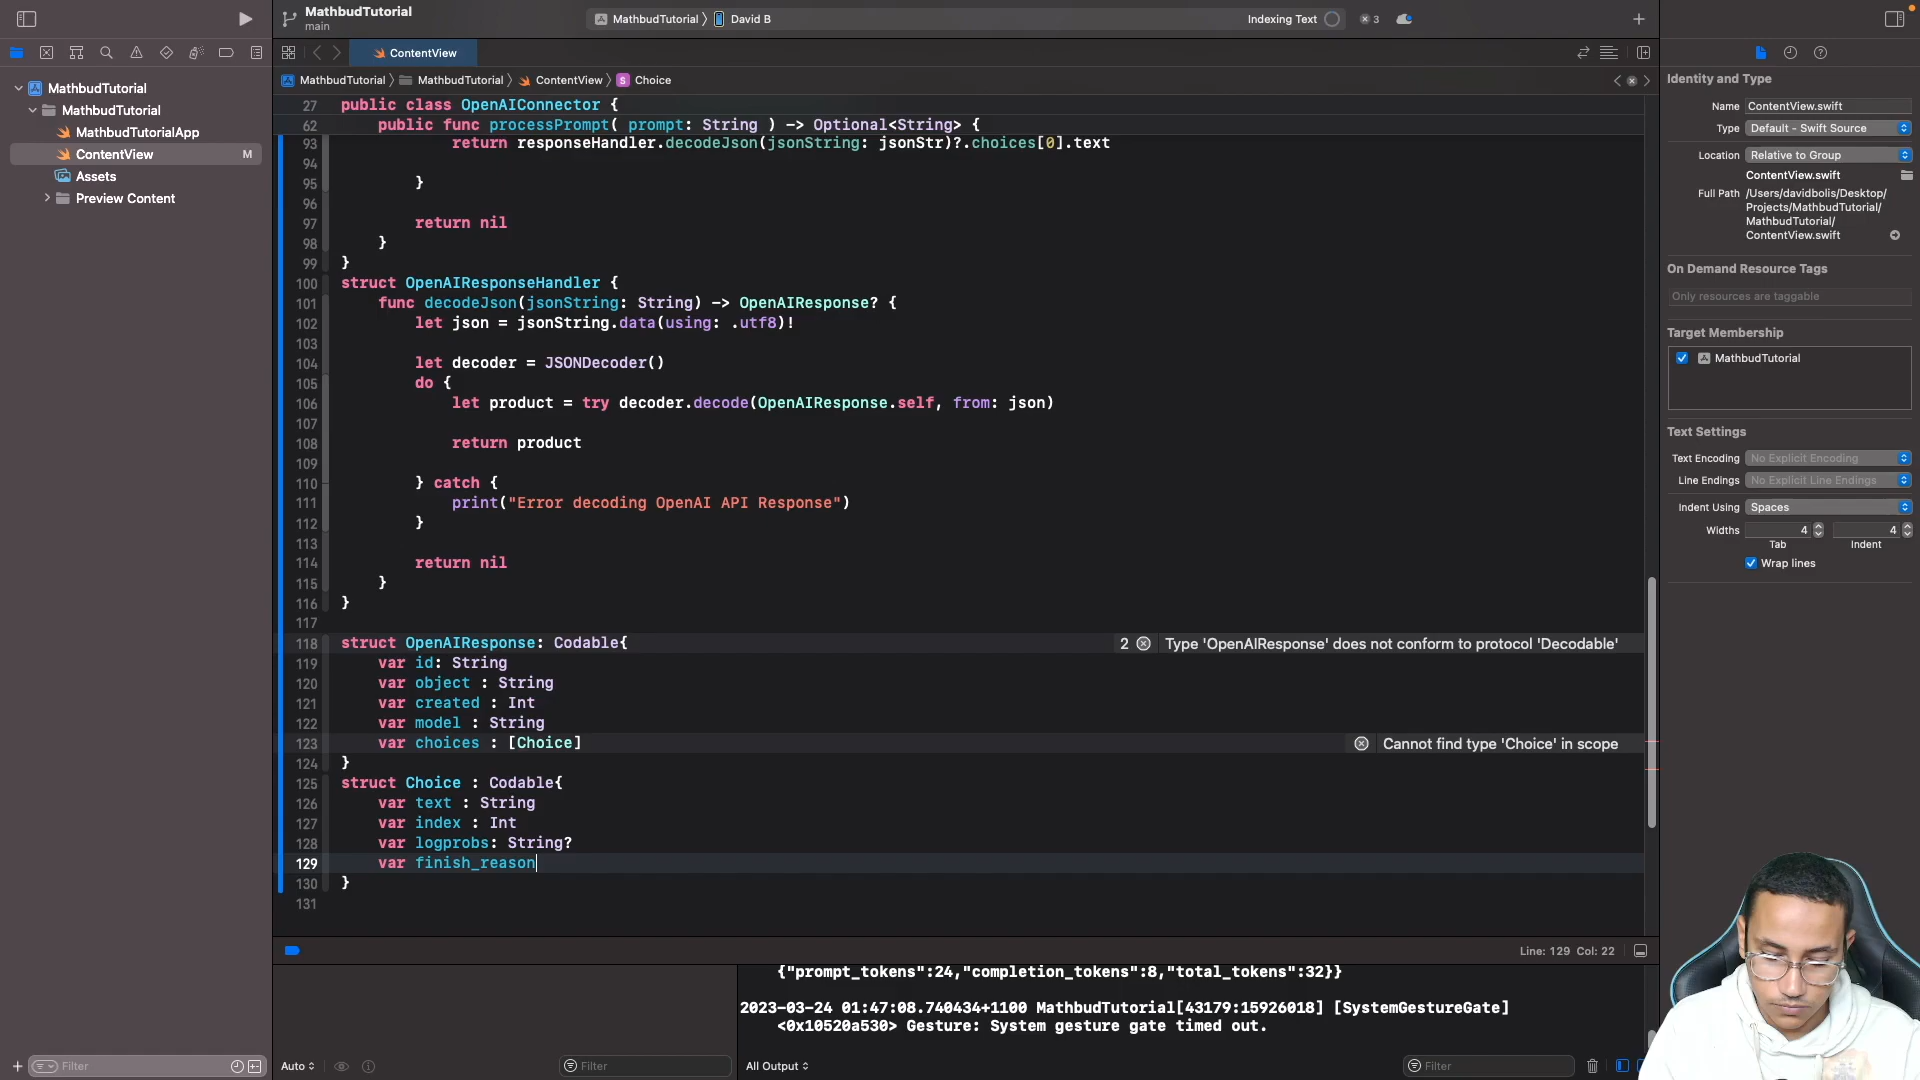 MathbudTutorial
main
MathbudTutorial
David B
Indexing Text
3
ContentView
MathbudTutorial
MathbudTutorial
ContentView
Choice
MathbudTutorial
MathbudTutorial
MathbudTutorialApp
ContentView
M
Assets
Preview Content
27 public class OpenAIConnector {
62 public func processPrompt( prompt: String ) -> Optional<String> {
93 return responseHandler.decodeJson(jsonString: jsonStr)?.choices[0].text
94
95 }
96
97 return nil
98 }
99 }
100 struct OpenAIResponseHandler {
101 func decodeJson(jsonString: String) -> OpenAIResponse? {
102 let json = jsonString.data(using: .utf8)!
103
104 let decoder = JSONDecoder()
105 do {
106 let product = try decoder.decode(OpenAIResponse.self, from: json)
107
108 return product
109
110 } catch {
111 print("Error decoding OpenAI API Response")
112 }
113
114 return nil
115 }
116 }
117
118 struct OpenAIResponse: Codable{ 2 Type 'OpenAIResponse' does not conform to protocol 'Decodable'
119 var id: String
120 var object : String
121 var created : Int
122 var model : String
123 var choices : [Choice] Cannot find type 'Choice' in scope
124 }
125 struct Choice : Codable{
126 var text : String
127 var index : Int
128 var logprobs: String?
129 var finish_reason
130 }
131
Line: 129 Col: 22
{"prompt_tokens":24,"completion_tokens":8,"total_tokens":32}}
2023-03-24 01:47:08.740434+1100 MathbudTutorial[43179:15926018] [SystemGestureGate]
<0x10520a530> Gesture: System gesture gate timed out.
Filter
Auto
Filter
All Output
Filter
Identity and Type
Name ContentView.swift
Type Default - Swift Source
Location Relative to Group
ContentView.swift
Full Path /Users/davidbolis/Desktop/
Projects/MathbudTutorial/
MathbudTutorial/
ContentView.swift
On Demand Resource Tags
Only resources are taggable
Target Membership
MathbudTutorial
Text Settings
Text Encoding No Explicit Encoding
Line Endings No Explicit Line Endings
Indent Using Spaces
Widths 4 4
Tab Indent
Wrap lines